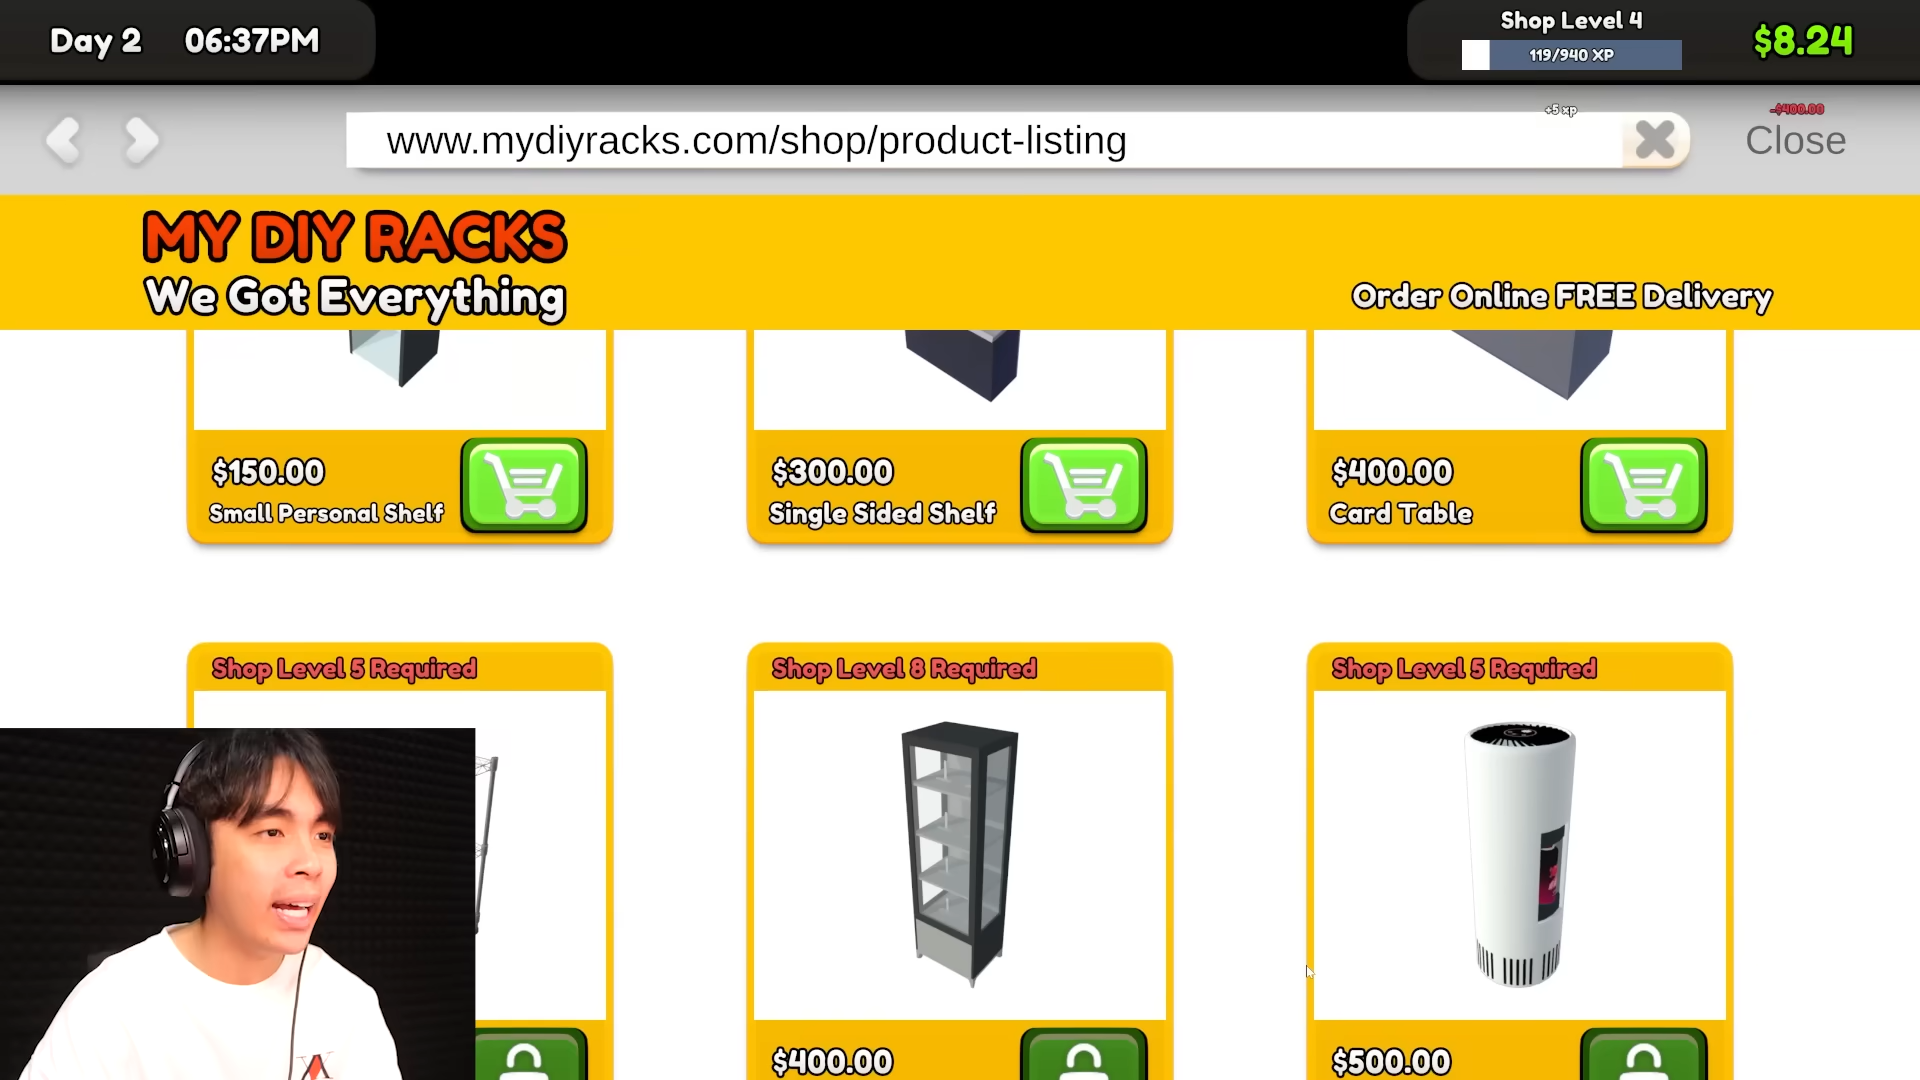 Day 2 06:37PM
Shop Level 4
119/940 XP
$8.24
+5 xp
-$400.00
www.mydiyracks.com/shop/product-listing
Close
MY DIY RACKS
We Got Everything
Order Online FREE Delivery
$150.00
Small Personal Shelf
$300.00
Single Sided Shelf
$400.00
Card Table
Shop Level 5 Required
Shop Level 8 Required
Shop Level 5 Required
$400.00
$500.00